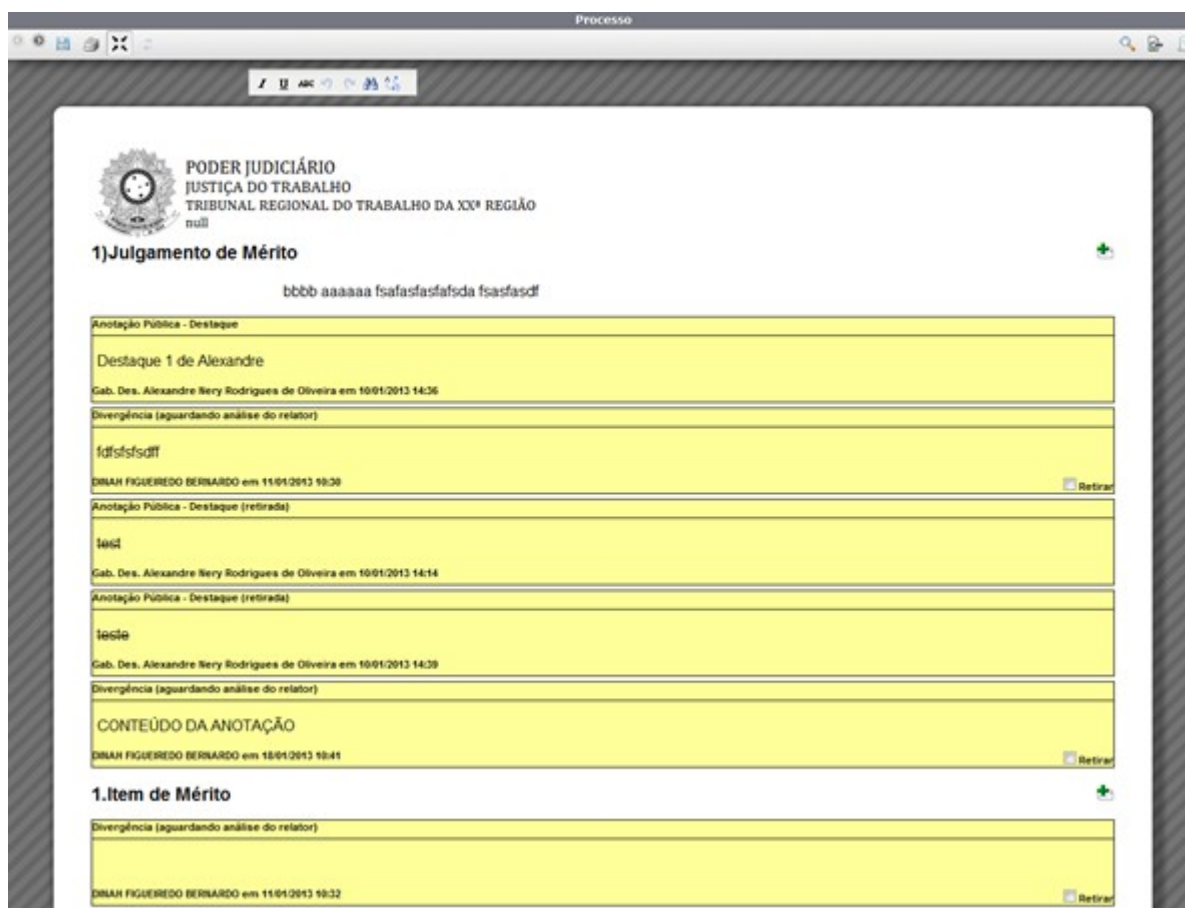 Processo
I U ABC
PODER JUDICIÁRIO
JUSTIÇA DO TRABALHO
TRIBUNAL REGIONAL DO TRABALHO DA XXª REGIÃO
null
1)Julgamento de Mérito
bbbb aaaaaa fsafasfasfafsda fsasfasdf
Anotação Pública - Destaque
Destaque 1 de Alexandre
Gab. Des. Alexandre Nery Rodrigues de Oliveira em 10/01/2013 14:36
Divergência (aguardando análise do relator)
fdfsfsfsdff
DINAH FIGUEIREDO BERNARDO em 11/01/2013 10:30
Retirar
Anotação Pública - Destaque (retirada)
test
Gab. Des. Alexandre Nery Rodrigues de Oliveira em 10/01/2013 14:14
Anotação Pública - Destaque (retirada)
teste
Gab. Des. Alexandre Nery Rodrigues de Oliveira em 10/01/2013 14:39
Divergência (aguardando análise do relator)
CONTEÚDO DA ANOTAÇÃO
DINAH FIGUEIREDO BERNARDO em 18/01/2013 10:41
Retirar
1.Item de Mérito
Divergência (aguardando análise do relator)
DINAH FIGUEIREDO BERNARDO em 11/01/2013 10:32
Retirar